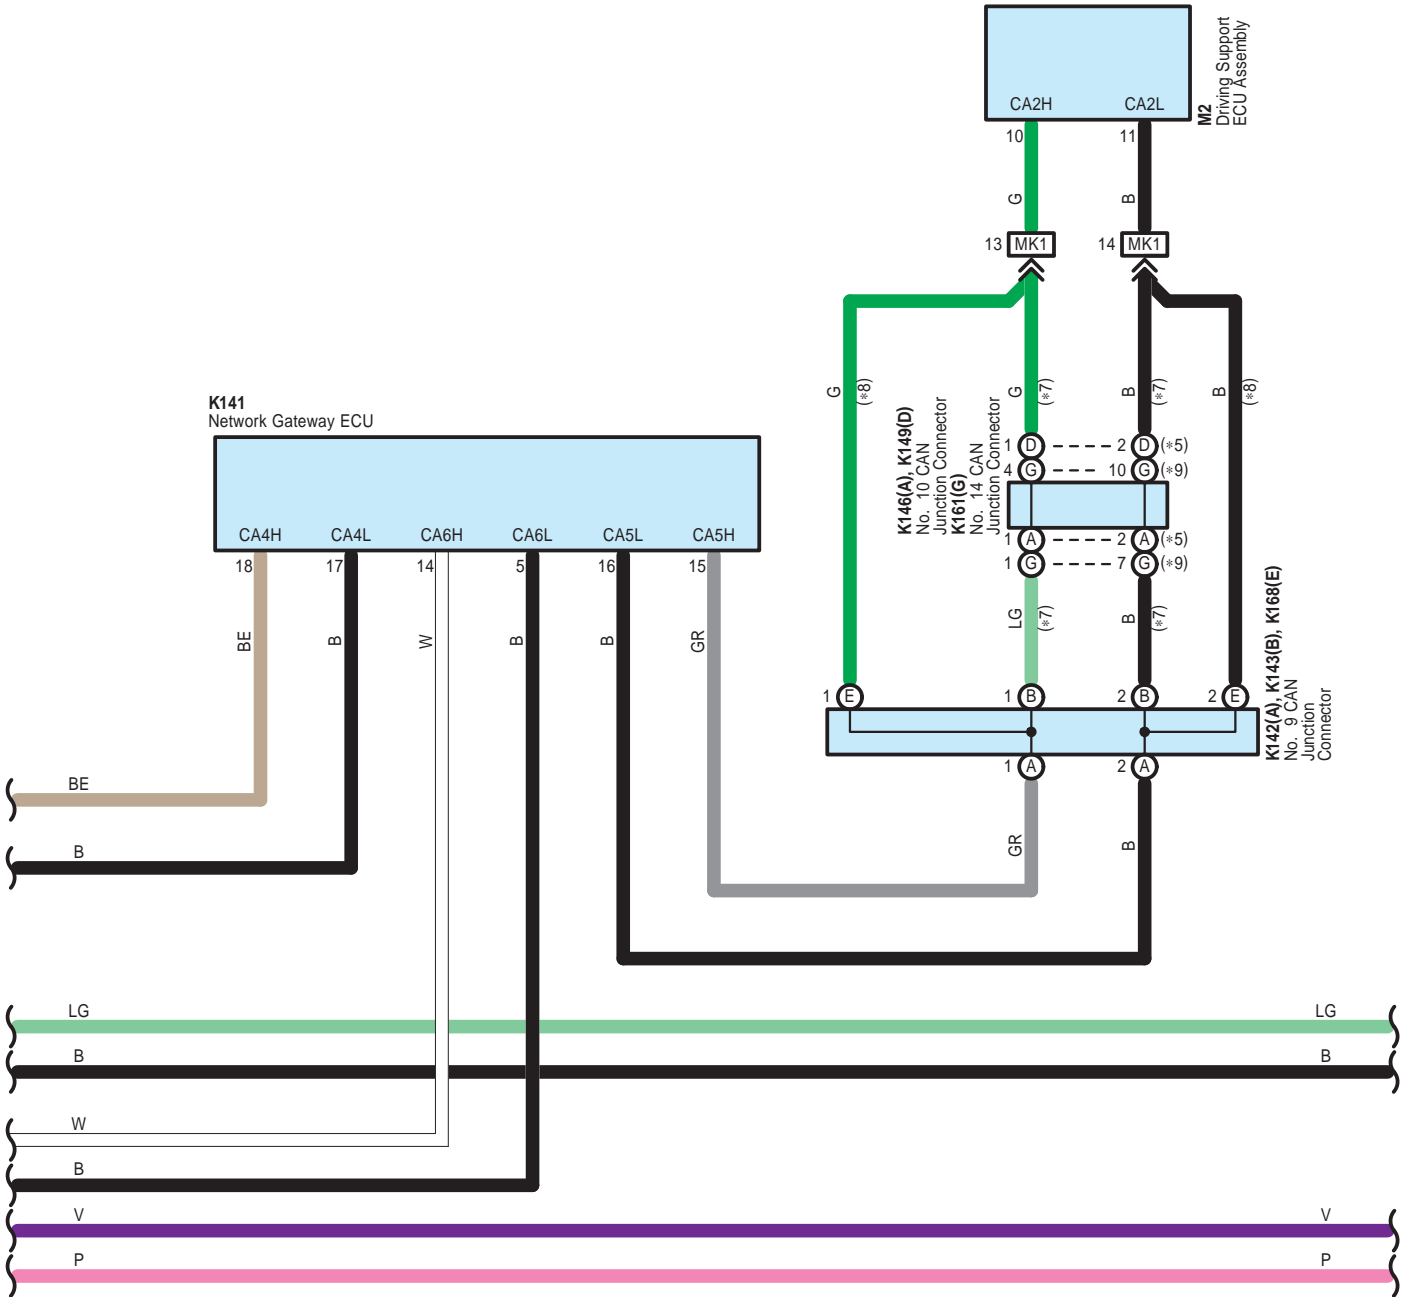 CA2H
CA2L
M2
Driving Support
ECU Assembly
10
11
G
B
13 MK1
14 MK1
G
(*8)
G
(*7)
B
(*7)
B
(*8)
K141
Network Gateway ECU
K146(A), K149(D)
No. 10 CAN
Junction Connector
K161(G)
No. 14 CAN
Junction Connector
1 D
2 D (*5)
4 G
10 G (*9)
1 A
2 A (*5)
1 G
7 G (*9)
CA4H
CA4L
CA6H
CA6L
CA5L
CA5H
18
17
14
5
16
15
BE
B
W
B
B
GR
LG
(*7)
B
(*7)
1 E
1 B
2 B
2 E
K142(A), K143(B), K168(E)
No. 9 CAN
Junction
Connector
1 A
2 A
BE
B
GR
B
LG
LG
B
B
W
B
V
V
P
P